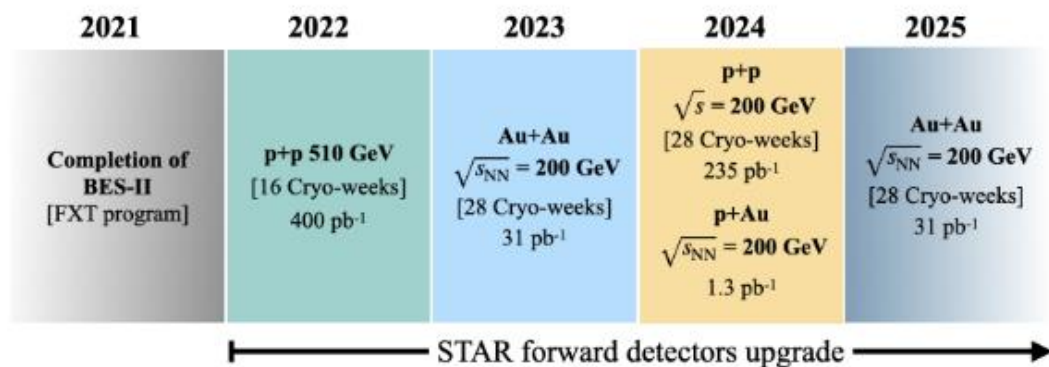 2021
2022
2023
2024
2025
Completion of
BES-II
[FXT program]
p+p 510 GeV
[16 Cryo-weeks]
400 pb⁻¹
Au+Au
√sNN = 200 GeV
[28 Cryo-weeks]
31 pb⁻¹
p+p
√s = 200 GeV
[28 Cryo-weeks]
235 pb⁻¹
p+Au
√sNN = 200 GeV
1.3 pb⁻¹
Au+Au
√sNN = 200 GeV
[28 Cryo-weeks]
31 pb⁻¹
STAR forward detectors upgrade